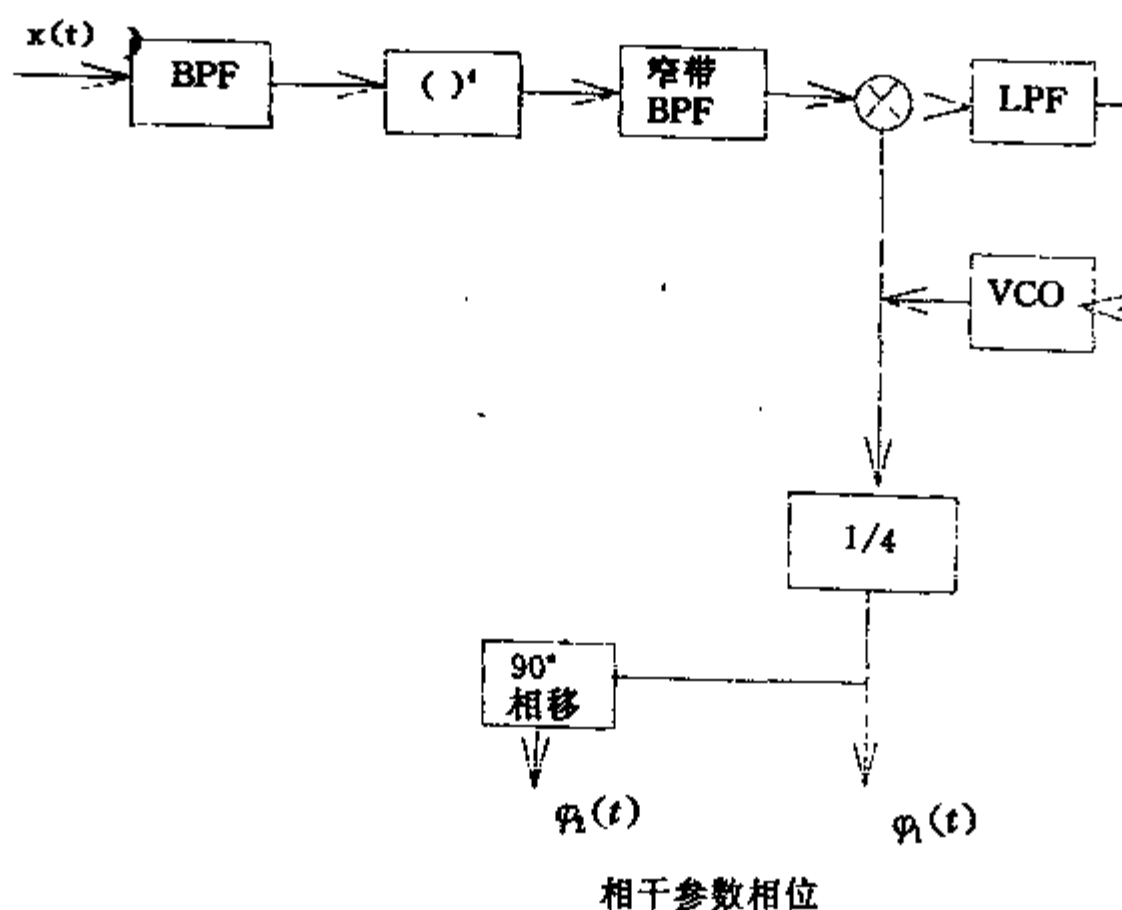 x(t)
BPF
( )⁴
窄带
BPF
LPF
VCO
1/4
90°
相移
φ₂(t)
φ₁(t)
相干参数相位